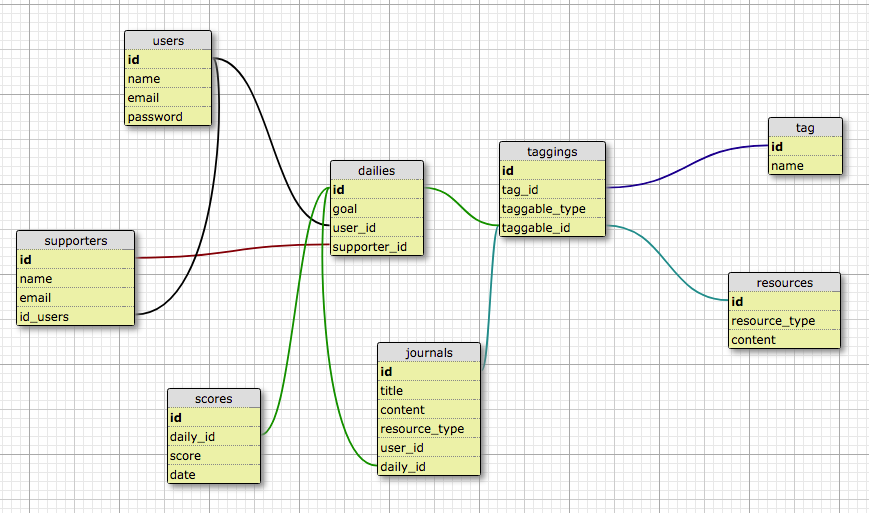 users
id
name
email
password
supporters
id
name
email
id_users
dailies
id
goal
user_id
supporter_id
scores
id
daily_id
score
date
journals
id
title
content
resource_type
user_id
daily_id
taggings
id
tag_id
taggable_type
taggable_id
tag
id
name
resources
id
resource_type
content